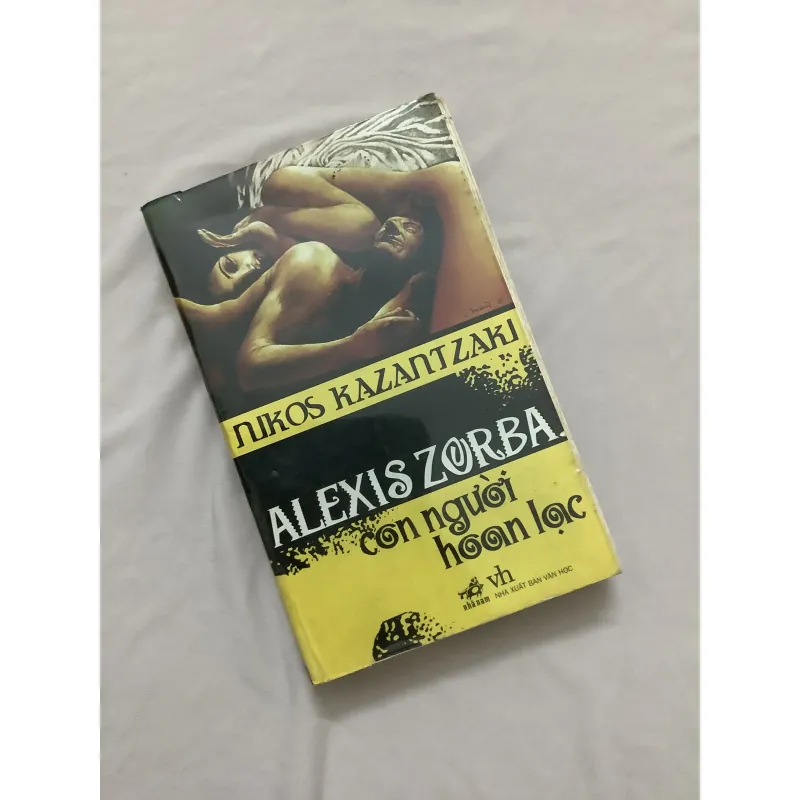 NIKOS KAZANTZAKI
ALEXIS ZORBA.
con người
hoan lạc
nhã nam
vh
NHÀ XUẤT BẢN VĂN HỌC